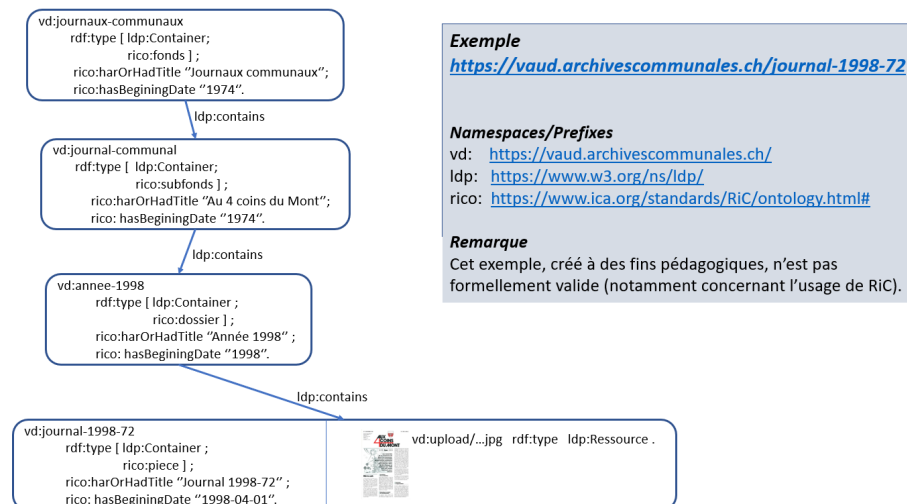 vd:journaux-communaux
rdf:type [ ldp:Container;
rico:fonds ] ;
rico:harOrHadTitle “Journaux communaux”;
rico:hasBeginingDate “1974”.
ldp:contains
vd:journal-communal
rdf:type [ ldp:Container;
rico:subfonds ] ;
rico:harOrHadTitle “Au 4 coins du Mont”;
rico: hasBeginingDate “1974”.
ldp:contains
vd:annee-1998
rdf:type [ ldp:Container ;
rico:dossier ] ;
rico:harOrHadTitle “Année 1998” ;
rico: hasBeginingDate “1998”.
ldp:contains
vd:journal-1998-72
rdf:type [ ldp:Container ;
rico:piece ] ;
rico:harOrHadTitle “Journal 1998-72” ;
rico: hasBeginingDate “1998-04-01”.
vd:upload/...jpg rdf:type ldp:Ressource .
Exemple
https://vaud.archivescommunales.ch/journal-1998-72
Namespaces/Prefixes
vd: https://vaud.archivescommunales.ch/
ldp: https://www.w3.org/ns/ldp/
rico: https://www.ica.org/standards/RiC/ontology.html#
Remarque
Cet exemple, créé à des fins pédagogiques, n’est pas
formellement valide (notamment concernant l’usage de RiC).